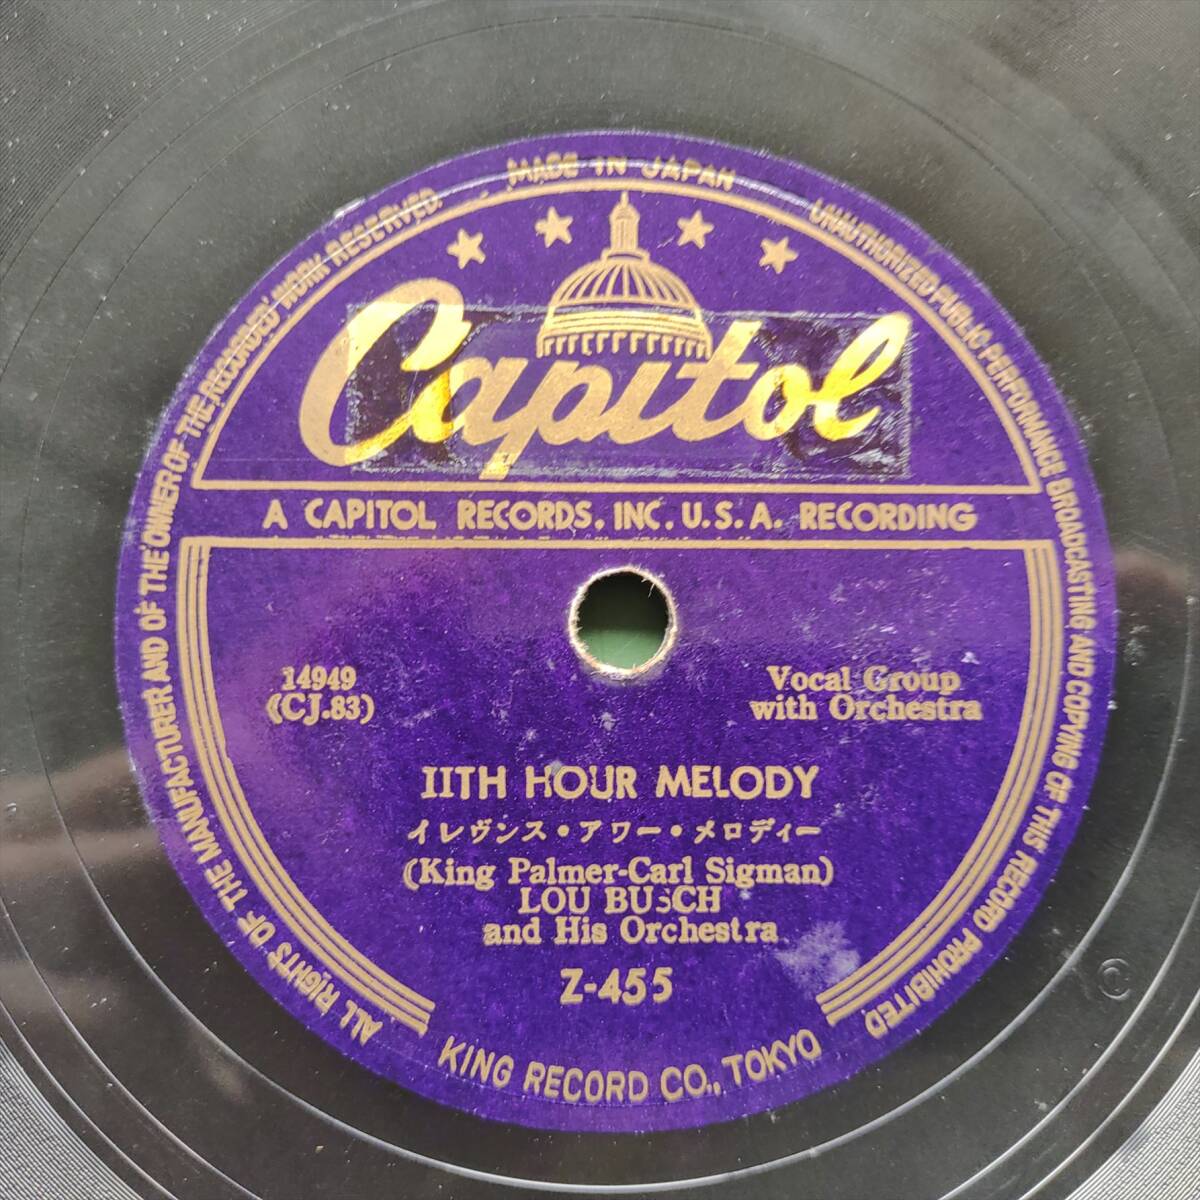 MADE IN JAPAN
ALL RIGHTS OF THE MANUFACTURER AND OF THE OWNER OF THE RECORDED WORK RESERVED.
UNAUTHORIZED PUBLIC PERFORMANCE BROADCASTING AND COPYING OF THIS RECORD PROHIBITED
Capitol
A CAPITOL RECORDS, INC. U.S.A. RECORDING
14949
(CJ.83)
Vocal Group
with Orchestra
11TH HOUR MELODY
イレヴンス・アワー・メロディー
(King Palmer-Carl Sigman)
LOU BUSCH
and His Orchestra
Z-455
KING RECORD CO., TOKYO
C